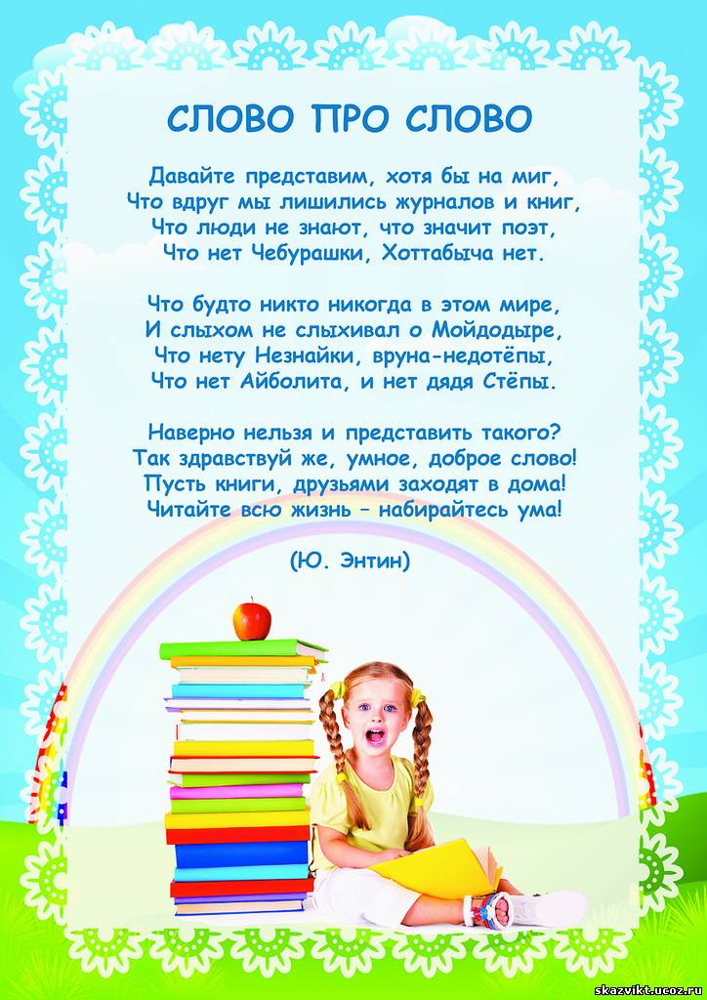 СЛОВО ПРО СЛОВО
Давайте представим, хотя бы на миг,
Что вдруг мы лишились журналов и книг,
Что люди не знают, что значит поэт,
Что нет Чебурашки, Хоттабыча нет.
Что будто никто никогда в этом мире,
И слыхом не слыхивал о Мойдодыре,
Что нету Незнайки, вруна-недотёпы,
Что нет Айболита, и нет дядя Стёпы.
Наверно нельзя и представить такого?
Так здравствуй же, умное, доброе слово!
Пусть книги, друзьями заходят в дома!
Читайте всю жизнь – набирайтесь ума!
(Ю. Энтин)
skazvikt.ucoz.ru